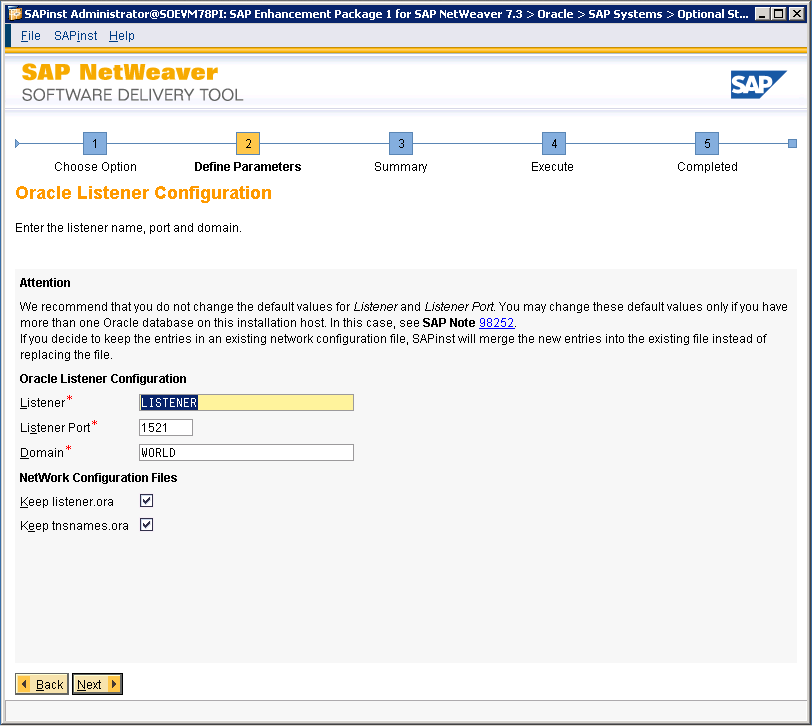 SAPinst Administrator@SOEVM78PI: SAP Enhancement Package 1 for SAP NetWeaver 7.3 > Oracle > SAP Systems > Optional St...
File SAPinst Help
SAP NetWeaver
SOFTWARE DELIVERY TOOL
SAP
1 2 3 4 5
Choose Option Define Parameters Summary Execute Completed
Oracle Listener Configuration
Enter the listener name, port and domain.
Attention
We recommend that you do not change the default values for Listener and Listener Port. You may change these default values only if you have
more than one Oracle database on this installation host. In this case, see SAP Note 98252.
If you decide to keep the entries in an existing network configuration file, SAPinst will merge the new entries into the existing file instead of
replacing the file.
Oracle Listener Configuration
Listener* LISTENER
Listener Port* 1521
Domain* WORLD
NetWork Configuration Files
Keep listener.ora
Keep tnsnames.ora
Back Next